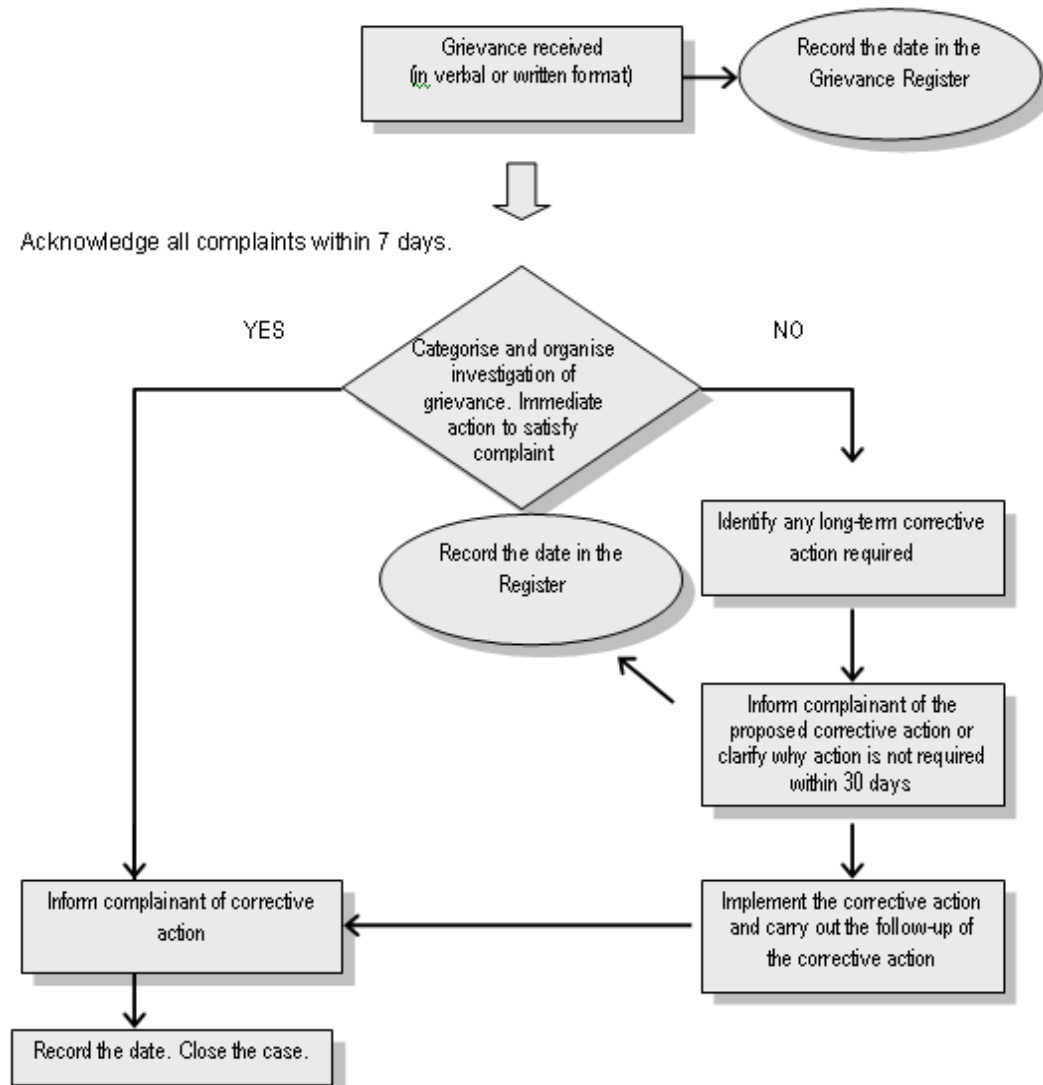 Grievance received
(in verbal or written format)
Record the date in the
Grievance Register
Acknowledge all complaints within 7 days.
YES
NO
Categorise and organise
investigation of
grievance. Immediate
action to satisfy
complaint
Identify any long-term corrective
action required
Record the date in the
Register
Inform complainant of the
proposed corrective action or
clarify why action is not required
within 30 days
Inform complainant of corrective
action
Implement the corrective action
and carry out the follow-up of
the corrective action
Record the date. Close the case.